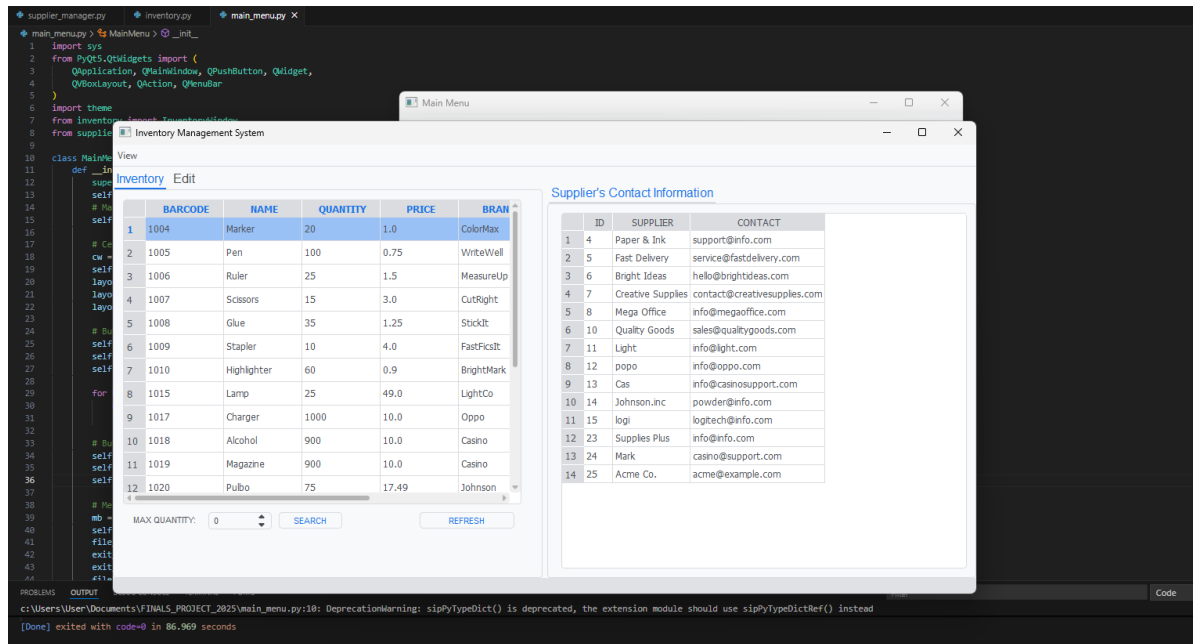 supplier_manager.py inventory.py main_menu.py
main_menu.py > MainMenu > __init__
1 import sys
2 from PyQt5.QtWidgets import (
3 QApplication, QMainWindow, QPushButton, QWidget,
4 QVBoxLayout, QAction, QMenuBar
5 )
6 import theme
7 from inventory import InventoryWindow
8 from supplie
9
10 class MainMe
11 def __in
12 supe
13 self
14 # Ma
15 self
16
17 # Ce
18 cw =
19 self
20 layo
21 layo
22 layo
23
24 # Bu
25 self
26 self
27 self
28
29 for
30
31
32
33 # Bu
34 self
35 self
36 self
37
38 # Me
39 mb =
40 self
41 file
42 exit
43 exit
44 file
Main Menu
Inventory Management System
View
Inventory Edit
BARCODE NAME QUANTITY PRICE BRAN
1 1004 Marker 20 1.0 ColorMax
2 1005 Pen 100 0.75 WriteWell
3 1006 Ruler 25 1.5 MeasureUp
4 1007 Scissors 15 3.0 CutRight
5 1008 Glue 35 1.25 StickIt
6 1009 Stapler 10 4.0 FastFicsIt
7 1010 Highlighter 60 0.9 BrightMark
8 1015 Lamp 25 49.0 LightCo
9 1017 Charger 1000 10.0 Oppo
10 1018 Alcohol 900 10.0 Casino
11 1019 Magazine 900 10.0 Casino
12 1020 Pulbo 75 17.49 Johnson
MAX QUANTITY: 0 SEARCH REFRESH
Supplier's Contact Information
ID SUPPLIER CONTACT
1 4 Paper & Ink support@info.com
2 5 Fast Delivery service@fastdelivery.com
3 6 Bright Ideas hello@brightideas.com
4 7 Creative Supplies contact@creativesupplies.com
5 8 Mega Office info@megaoffice.com
6 10 Quality Goods sales@qualitygoods.com
7 11 Light info@light.com
8 12 popo info@oppo.com
9 13 Cas info@casinosupport.com
10 14 Johnson.inc powder@info.com
11 15 logi logitech@info.com
12 23 Supplies Plus info@info.com
13 24 Mark casino@support.com
14 25 Acme Co. acme@example.com
PROBLEMS OUTPUT
Code
c:\Users\User\Documents\FINALS_PROJECT_2025\main_menu.py:10: DeprecationWarning: sipPyTypeDict() is deprecated, the extension module should use sipPyTypeDictRef() instead
[Done] exited with code=0 in 86.969 seconds